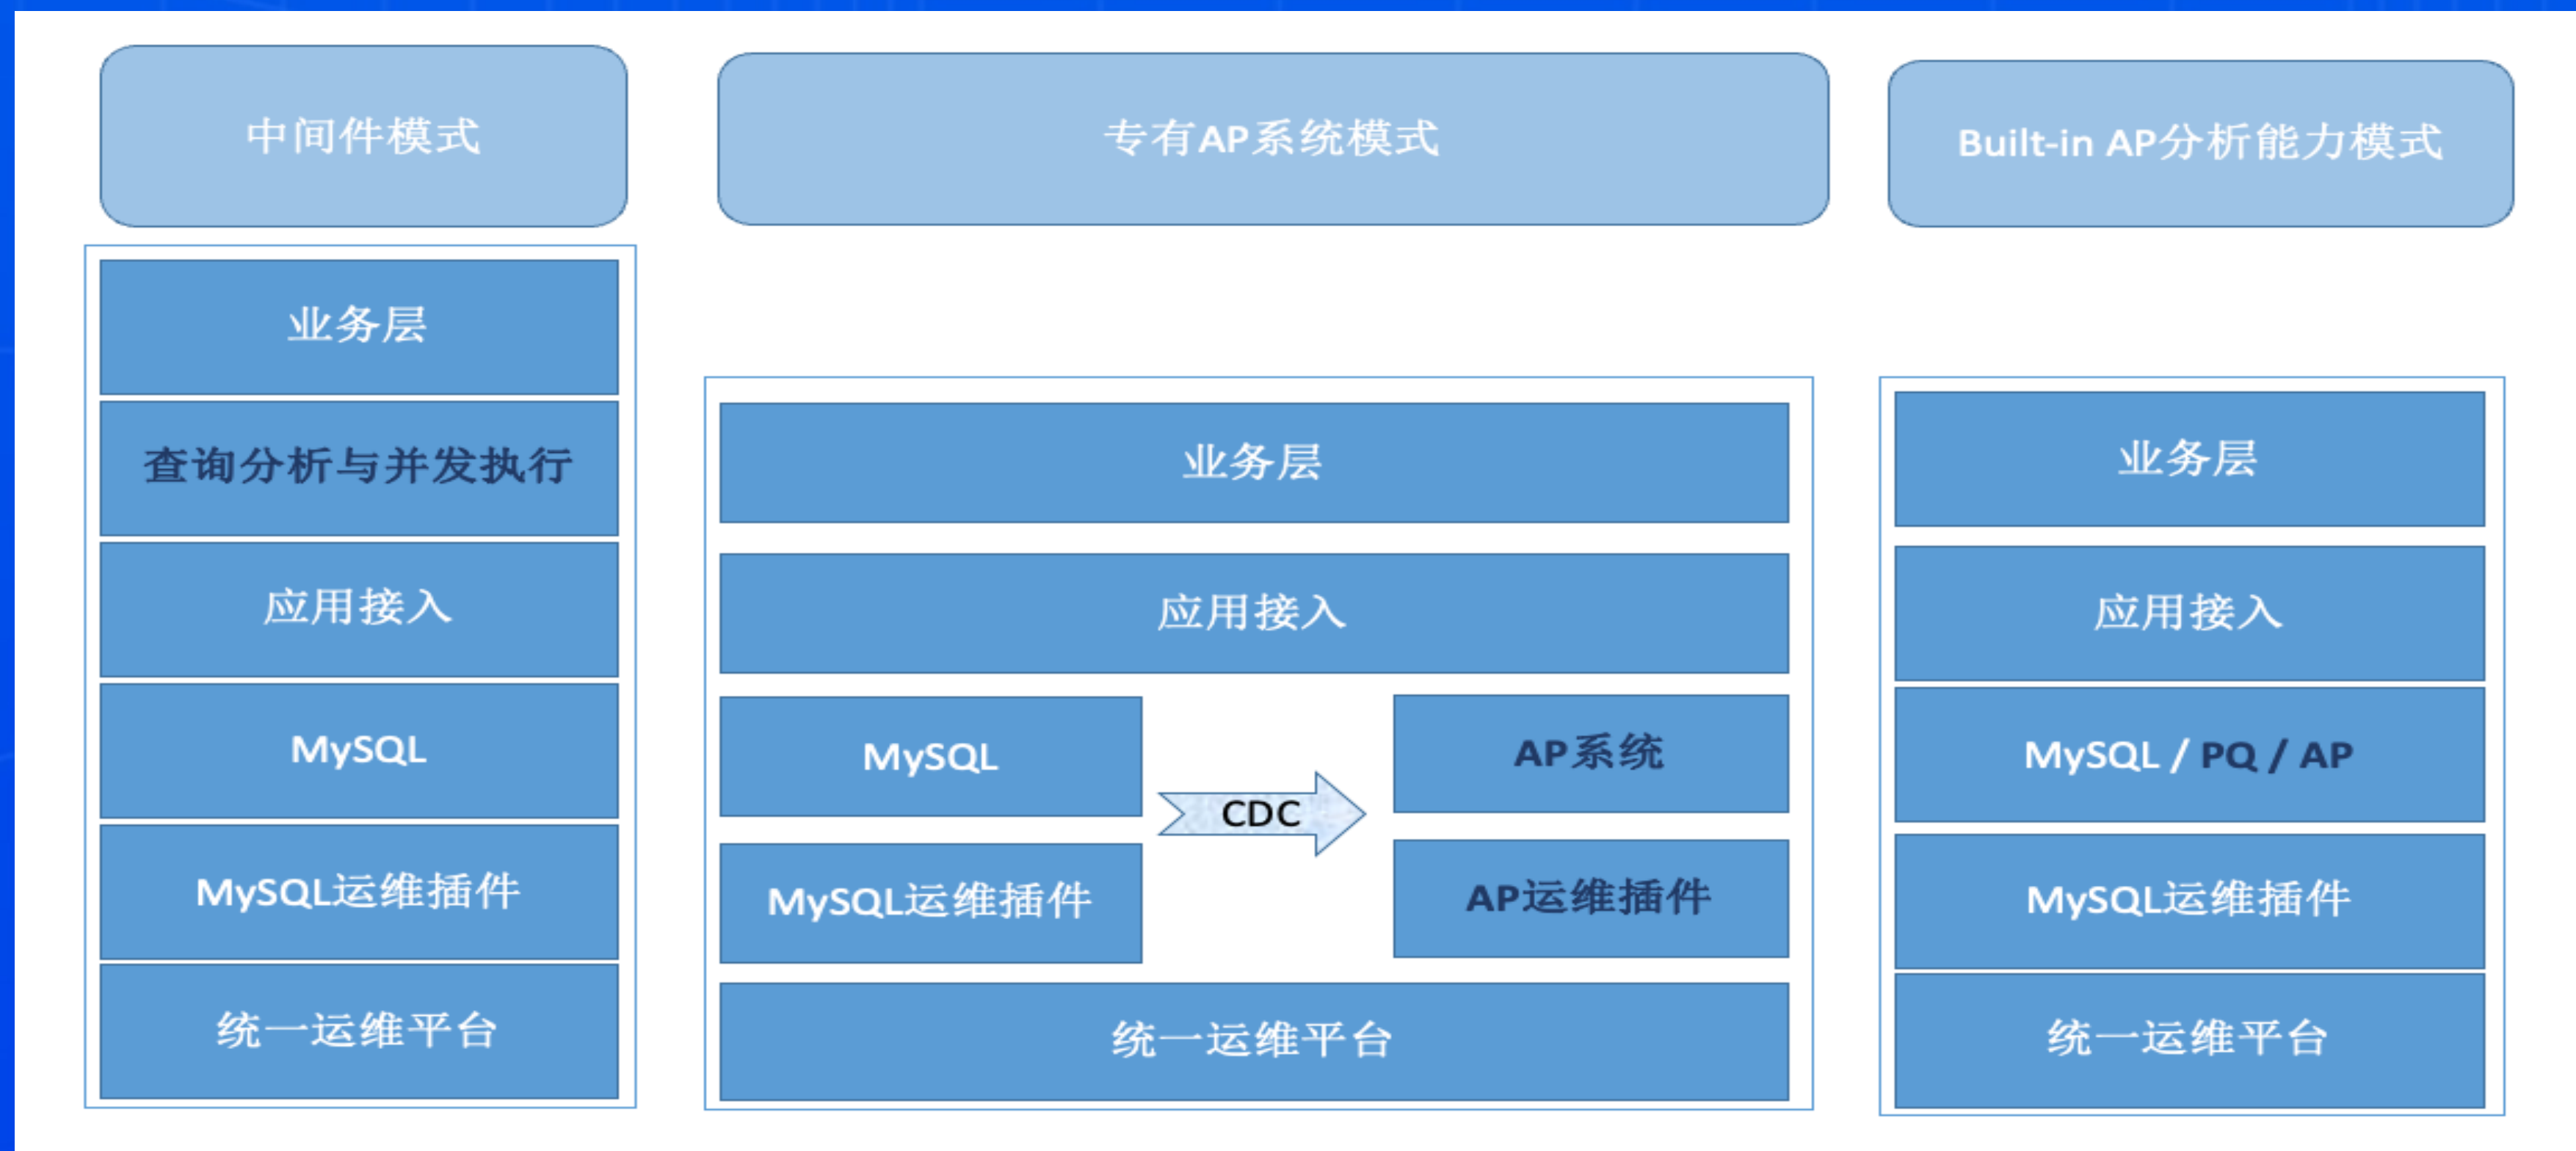 中间件模式
业务层
查询分析与并发执行
应用接入
MySQL
MySQL运维插件
统一运维平台
专有AP系统模式
业务层
应用接入
MySQL
CDC
AP系统
MySQL运维插件
AP运维插件
统一运维平台
Built-in AP分析能力模式
业务层
应用接入
MySQL / PQ / AP
MySQL运维插件
统一运维平台